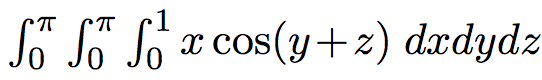 ∫₀^π ∫₀^π ∫₀^1 x cos(y+z) dxdydz